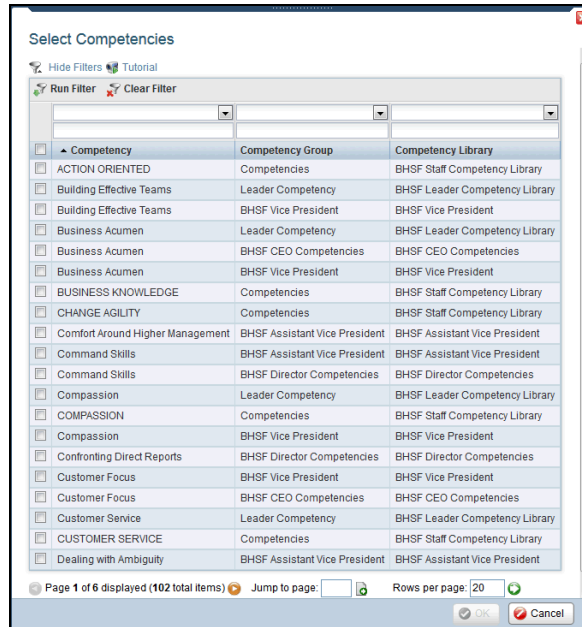 Select Competencies
Hide Filters Tutorial
Run Filter Clear Filter
Competency Competency Group Competency Library
ACTION ORIENTED Competencies BHSF Staff Competency Library
Building Effective Teams Leader Competency BHSF Leader Competency Library
Building Effective Teams BHSF Vice President BHSF Vice President
Business Acumen Leader Competency BHSF Leader Competency Library
Business Acumen BHSF CEO Competencies BHSF CEO Competencies
Business Acumen BHSF Vice President BHSF Vice President
BUSINESS KNOWLEDGE Competencies BHSF Staff Competency Library
CHANGE AGILITY Competencies BHSF Staff Competency Library
Comfort Around Higher Management BHSF Assistant Vice President BHSF Assistant Vice President
Command Skills BHSF Assistant Vice President BHSF Assistant Vice President
Command Skills BHSF Director Competencies BHSF Director Competencies
Compassion Leader Competency BHSF Leader Competency Library
COMPASSION Competencies BHSF Staff Competency Library
Compassion BHSF Vice President BHSF Vice President
Confronting Direct Reports BHSF Director Competencies BHSF Director Competencies
Customer Focus BHSF Vice President BHSF Vice President
Customer Focus BHSF CEO Competencies BHSF CEO Competencies
Customer Service Leader Competency BHSF Leader Competency Library
CUSTOMER SERVICE Competencies BHSF Staff Competency Library
Dealing with Ambiguity BHSF Assistant Vice President BHSF Assistant Vice President
Page 1 of 6 displayed (102 total items) Jump to page: Rows per page: 20
OK Cancel